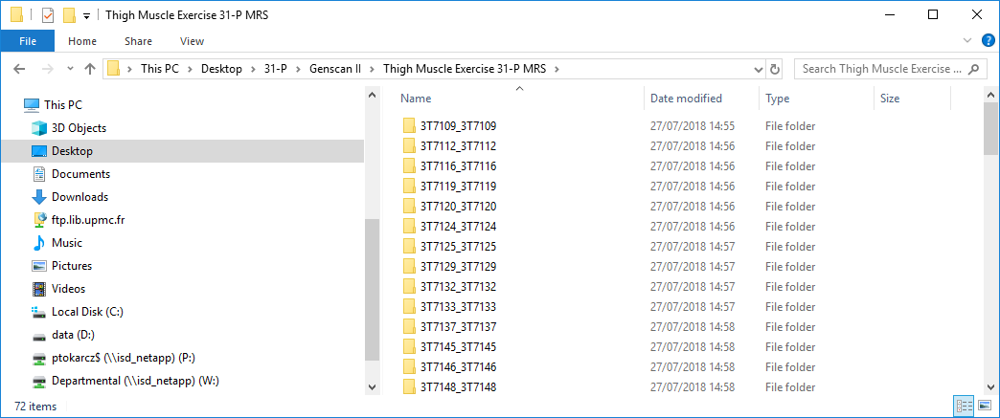 Thigh Muscle Exercise 31-P MRS
File Home Share View
This PC Desktop 31-P Genscan II Thigh Muscle Exercise 31-P MRS Search Thigh Muscle Exercise ...
This PC
3D Objects
Desktop
Documents
Downloads
ftp.lib.upmc.fr
Music
Pictures
Videos
Local Disk (C:)
data (D:)
ptokarcz$ (\\isd_netapp) (P:)
Departmental (\\isd_netapp) (W:)
Name Date modified Type Size
3T7109_3T7109 27/07/2018 14:55 File folder
3T7112_3T7112 27/07/2018 14:56 File folder
3T7116_3T7116 27/07/2018 14:56 File folder
3T7119_3T7119 27/07/2018 14:56 File folder
3T7120_3T7120 27/07/2018 14:56 File folder
3T7124_3T7124 27/07/2018 14:56 File folder
3T7125_3T7125 27/07/2018 14:57 File folder
3T7129_3T7129 27/07/2018 14:57 File folder
3T7132_3T7132 27/07/2018 14:57 File folder
3T7133_3T7133 27/07/2018 14:57 File folder
3T7137_3T7137 27/07/2018 14:58 File folder
3T7145_3T7145 27/07/2018 14:58 File folder
3T7146_3T7146 27/07/2018 14:58 File folder
3T7148_3T7148 27/07/2018 14:58 File folder
72 items